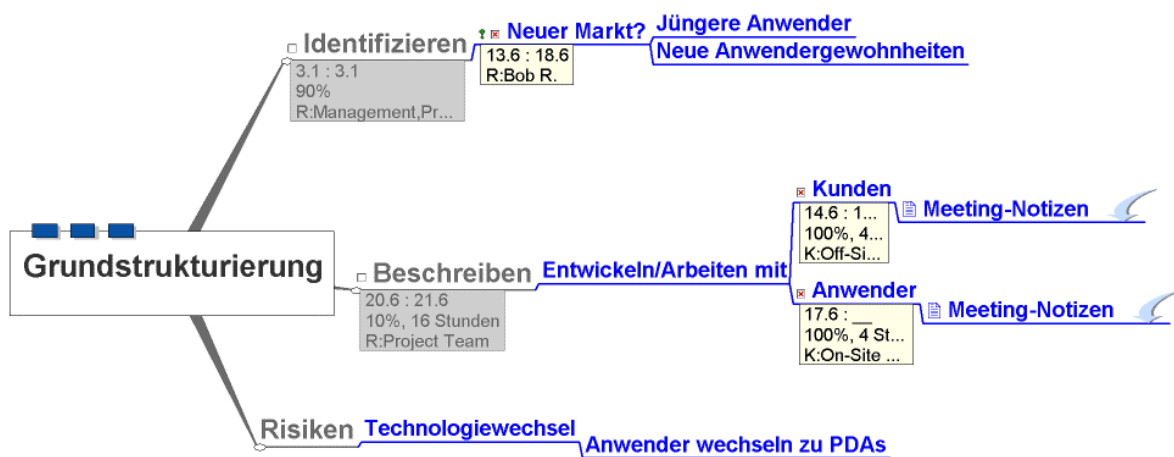 Grundstrukturierung
Identifizieren
3.1 : 3.1
90%
R:Management,Pr...
Neuer Markt?
13.6 : 18.6
R:Bob R.
Jüngere Anwender
Neue Anwendergewohnheiten
Beschreiben
20.6 : 21.6
10%, 16 Stunden
R:Project Team
Entwickeln/Arbeiten mit
Kunden
14.6 : 1...
100%, 4...
K:Off-Si...
Meeting-Notizen
Anwender
17.6 : __
100%, 4 St...
K:On-Site ...
Meeting-Notizen
Risiken
Technologiewechsel
Anwender wechseln zu PDAs